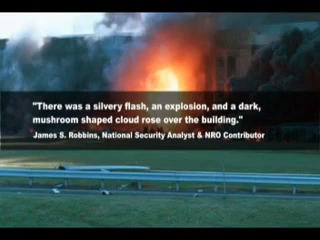 "There was a silvery flash, an explosion, and a dark,
mushroom shaped cloud rose over the building."
James S. Robbins, National Security Analyst & NRO Contributor